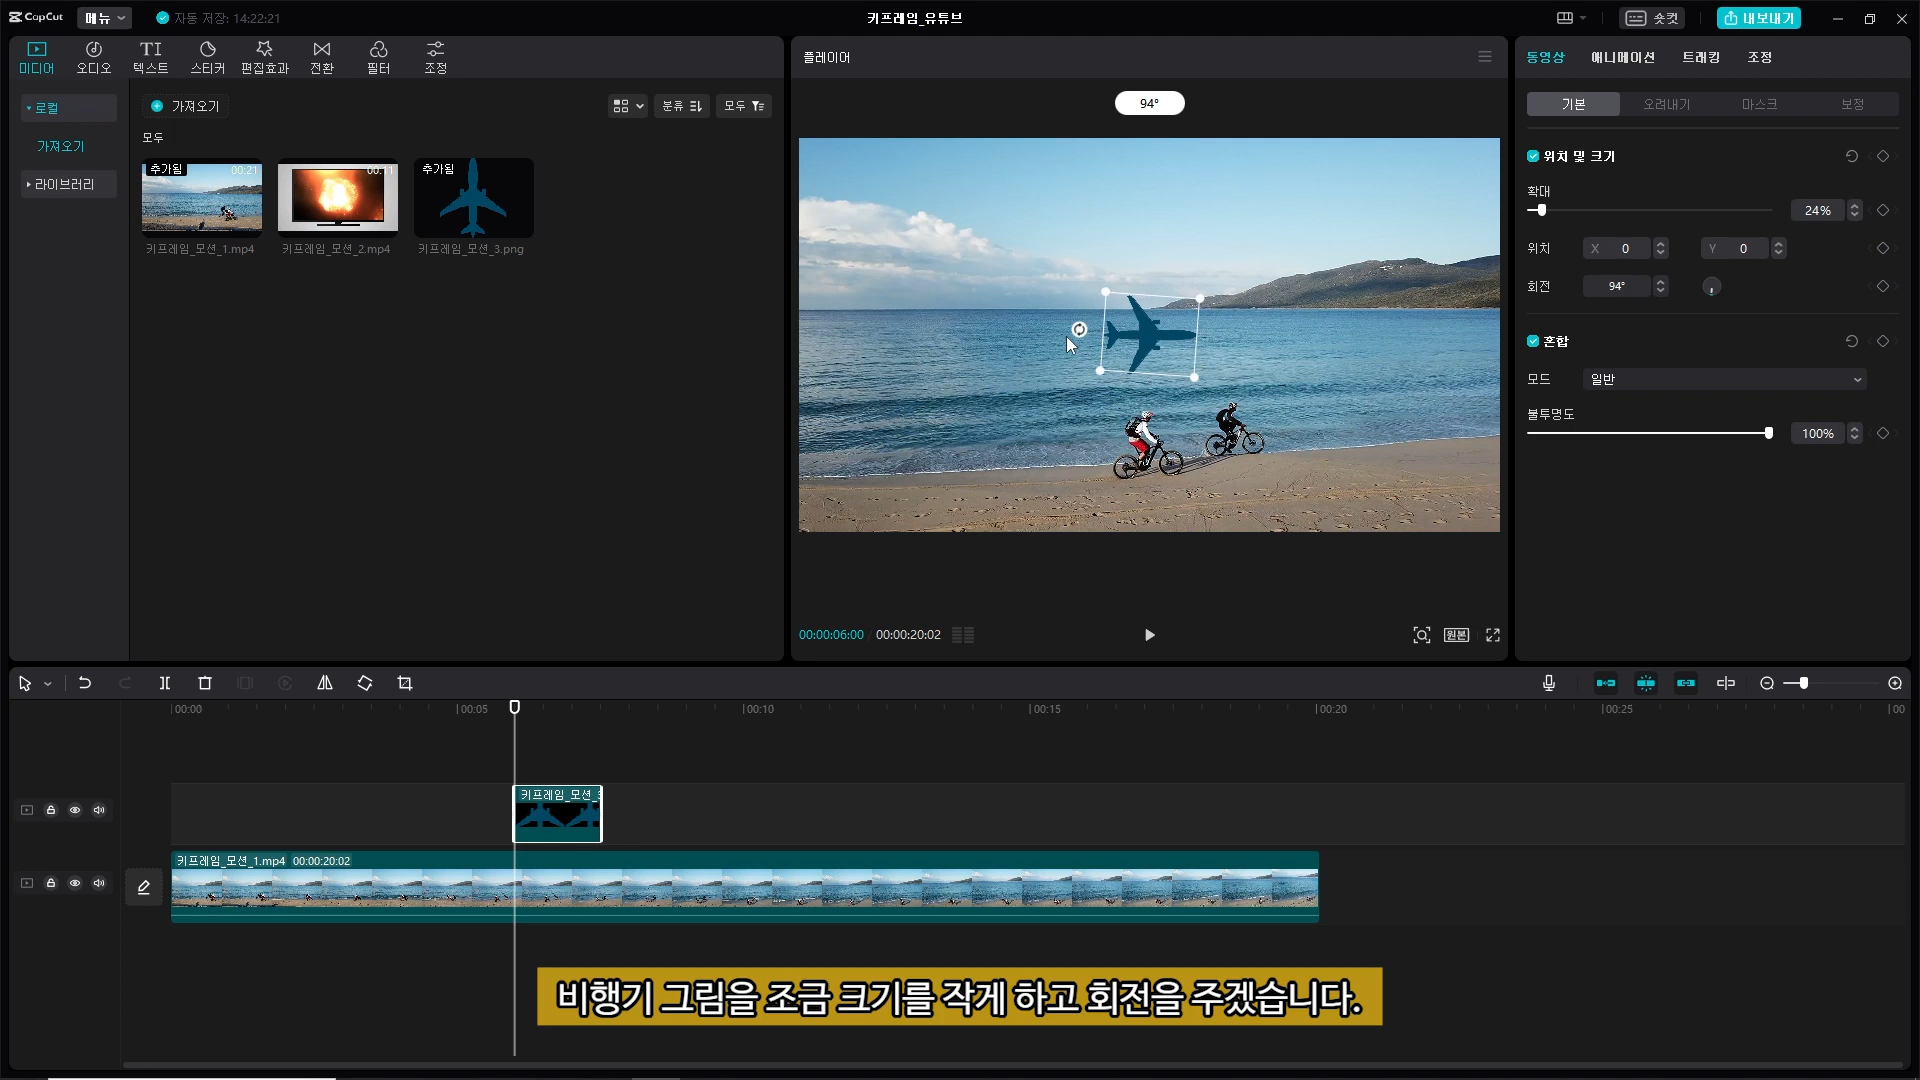 CapCut
메뉴
자동 저장: 14:22:21
키프레임_유튜브
숏컷
내보내기
미디어
오디오
텍스트
스티커
편집효과
전환
필터
조정
로컬
가져오기
라이브러리
가져오기
분류
모두
모두
추가됨
00:21
키프레임_모션_1.mp4
00:11
키프레임_모션_2.mp4
추가됨
키프레임_모션_3.png
플레이어
94°
00:00:06:00
00:00:20:02
원본
동영상
애니메이션
트래킹
조정
기본
오려내기
마스크
보정
위치 및 크기
확대
24%
위치
X 0
Y 0
회전
94°
혼합
모드
일반
불투명도
100%
00:00
00:05
00:10
00:15
00:20
00:25
00
키프레임_모션_3
키프레임_모션_1.mp4 00:00:20:02
비행기 그림을 조금 크기를 작게 하고 회전을 주겠습니다.